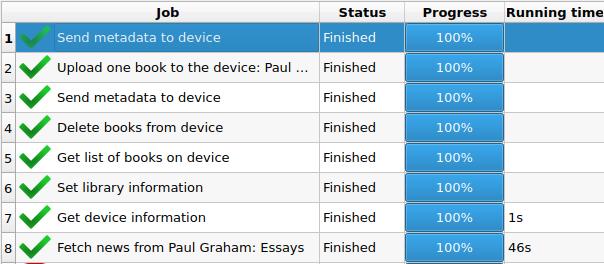 Job Status Progress Running time
1 Send metadata to device Finished 100%
2 Upload one book to the device: Paul ... Finished 100%
3 Send metadata to device Finished 100%
4 Delete books from device Finished 100%
5 Get list of books on device Finished 100%
6 Set library information Finished 100%
7 Get device information Finished 100% 1s
8 Fetch news from Paul Graham: Essays Finished 100% 46s